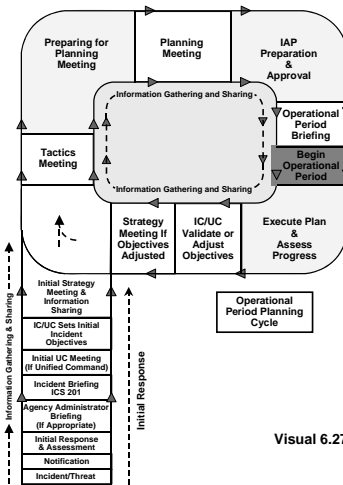 Preparing for
Planning
Meeting
Planning
Meeting
IAP
Preparation
&
Approval
Information Gathering and Sharing
Operational
Period
Briefing
Tactics
Meeting
Begin
Operational
Period
Information Gathering and Sharing
Strategy
Meeting If
Objectives
Adjusted
IC/UC
Validate or
Adjust
Objectives
Execute Plan
&
Assess
Progress
Initial Strategy
Meeting &
Information
Sharing
IC/UC Sets Initial
Incident
Objectives
Initial UC Meeting
(If Unified Command)
Incident Briefing
ICS 201
Agency Administrator
Briefing
(If Appropriate)
Initial Response
& Assessment
Notification
Incident/Threat
Information Gathering & Sharing
Initial Response
Operational
Period Planning
Cycle
Visual 6.27